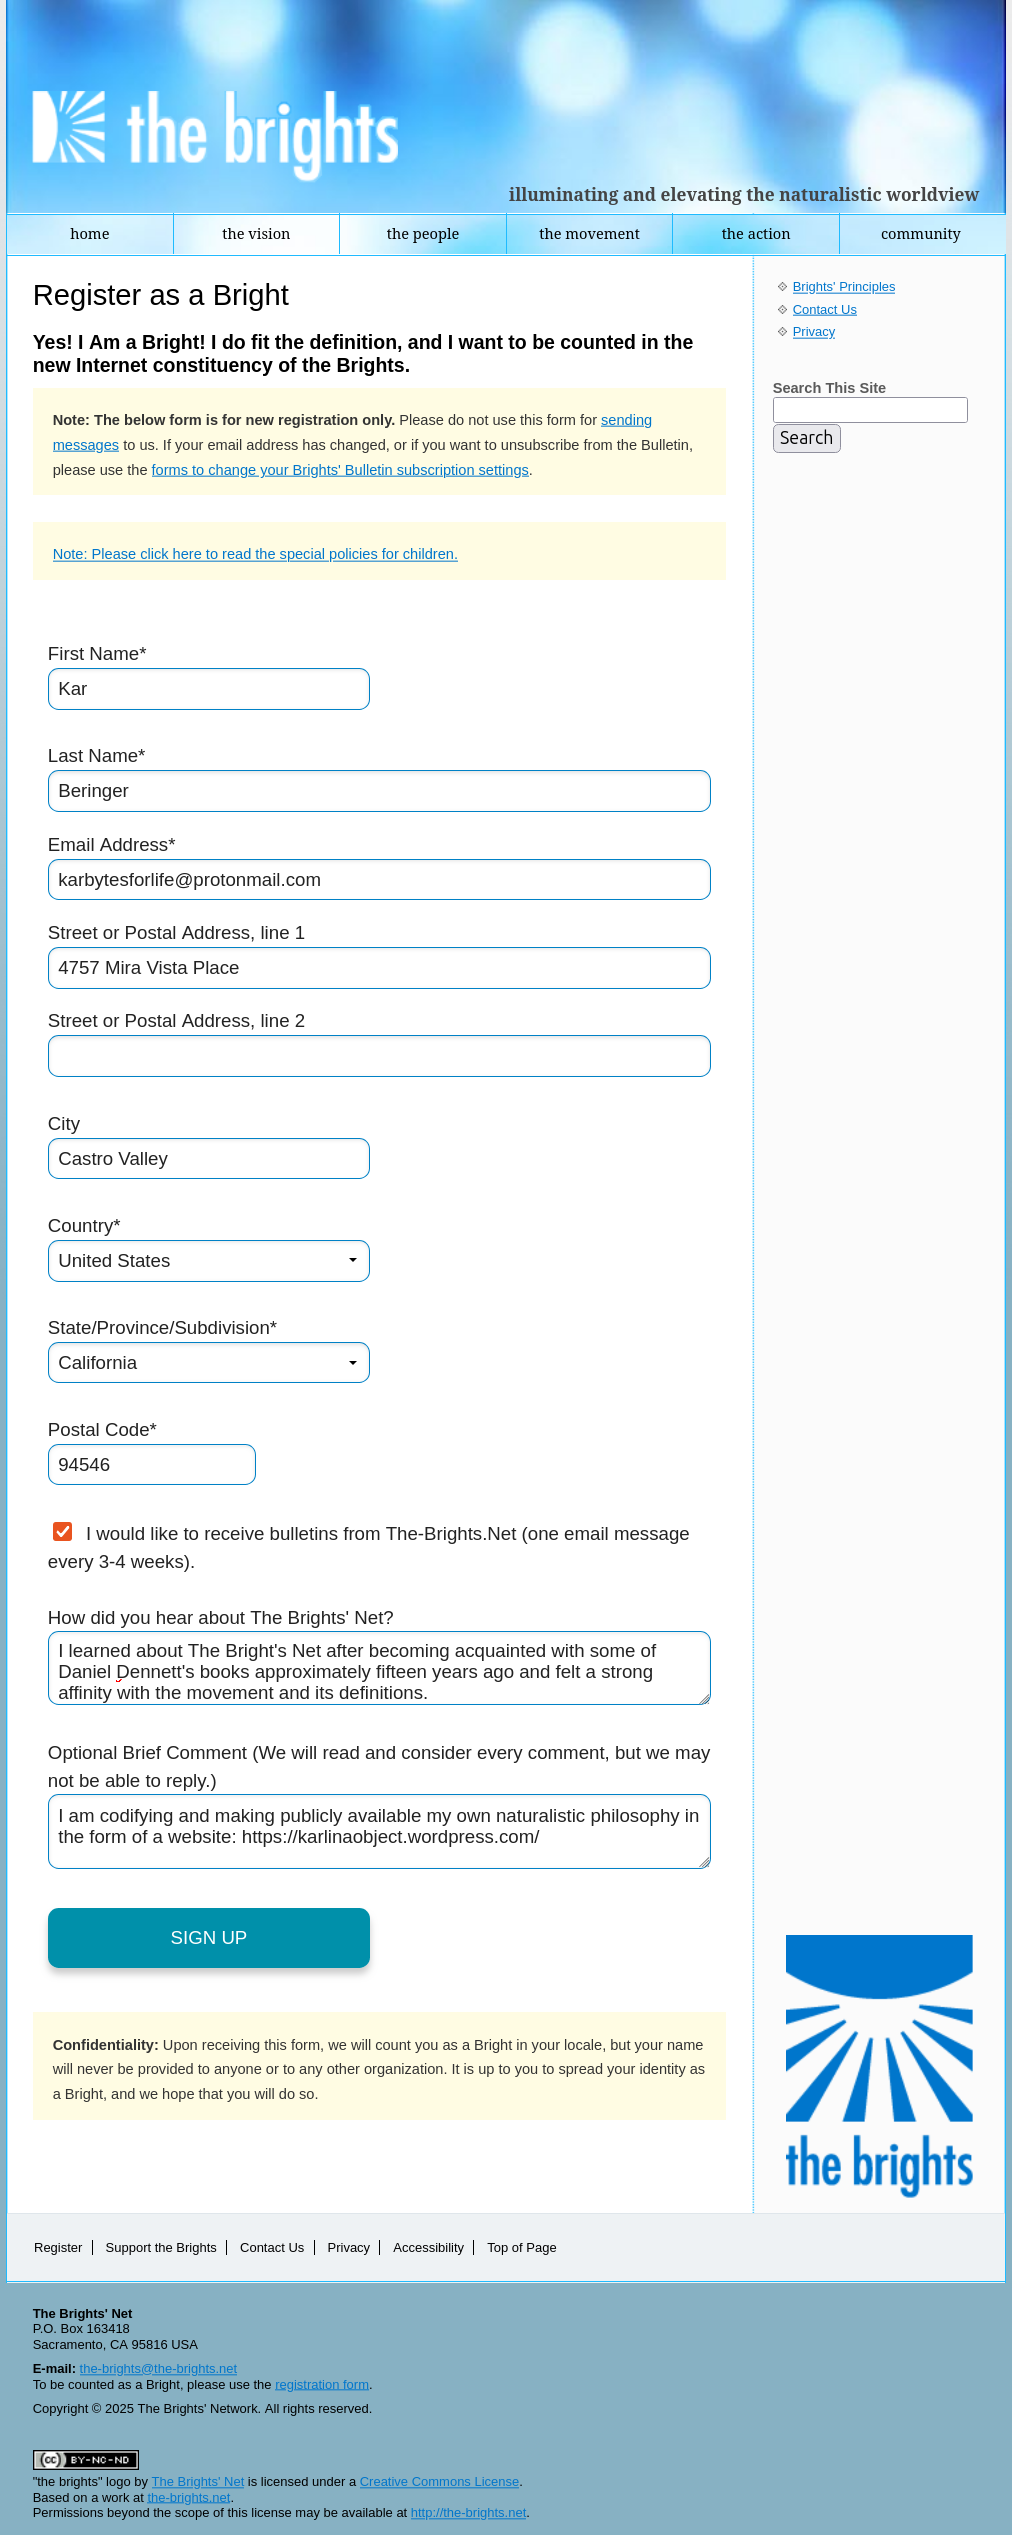 the brights
illuminating and elevating the naturalistic worldview
home
the vision
the people
the movement
the action
community
Register as a Bright
Yes! I Am a Bright! I do fit the definition, and I want to be counted in the
new Internet constituency of the Brights.
Note: The below form is for new registration only. Please do not use this form for sending
messages to us. If your email address has changed, or if you want to unsubscribe from the Bulletin,
please use the forms to change your Brights' Bulletin subscription settings.
Note: Please click here to read the special policies for children.
First Name*
Kar
Last Name*
Beringer
Email Address*
karbytesforlife@protonmail.com
Street or Postal Address, line 1
4757 Mira Vista Place
Street or Postal Address, line 2
City
Castro Valley
Country*
United States
State/Province/Subdivision*
California
Postal Code*
94546
I would like to receive bulletins from The-Brights.Net (one email message
every 3-4 weeks).
How did you hear about The Brights' Net?
I learned about The Bright's Net after becoming acquainted with some of
Daniel Dennett's books approximately fifteen years ago and felt a strong
affinity with the movement and its definitions.
Optional Brief Comment (We will read and consider every comment, but we may
not be able to reply.)
I am codifying and making publicly available my own naturalistic philosophy in
the form of a website: https://karlinaobject.wordpress.com/
SIGN UP
Confidentiality: Upon receiving this form, we will count you as a Bright in your locale, but your name
will never be provided to anyone or to any other organization. It is up to you to spread your identity as
a Bright, and we hope that you will do so.
Brights' Principles
Contact Us
Privacy
Search This Site
Search
the brights
Register
Support the Brights
Contact Us
Privacy
Accessibility
Top of Page
The Brights' Net
P.O. Box 163418
Sacramento, CA 95816 USA
E-mail: the-brights@the-brights.net
To be counted as a Bright, please use the registration form.
Copyright © 2025 The Brights' Network. All rights reserved.
cc BY-NC-ND
"the brights" logo by The Brights' Net is licensed under a Creative Commons License.
Based on a work at the-brights.net.
Permissions beyond the scope of this license may be available at http://the-brights.net.